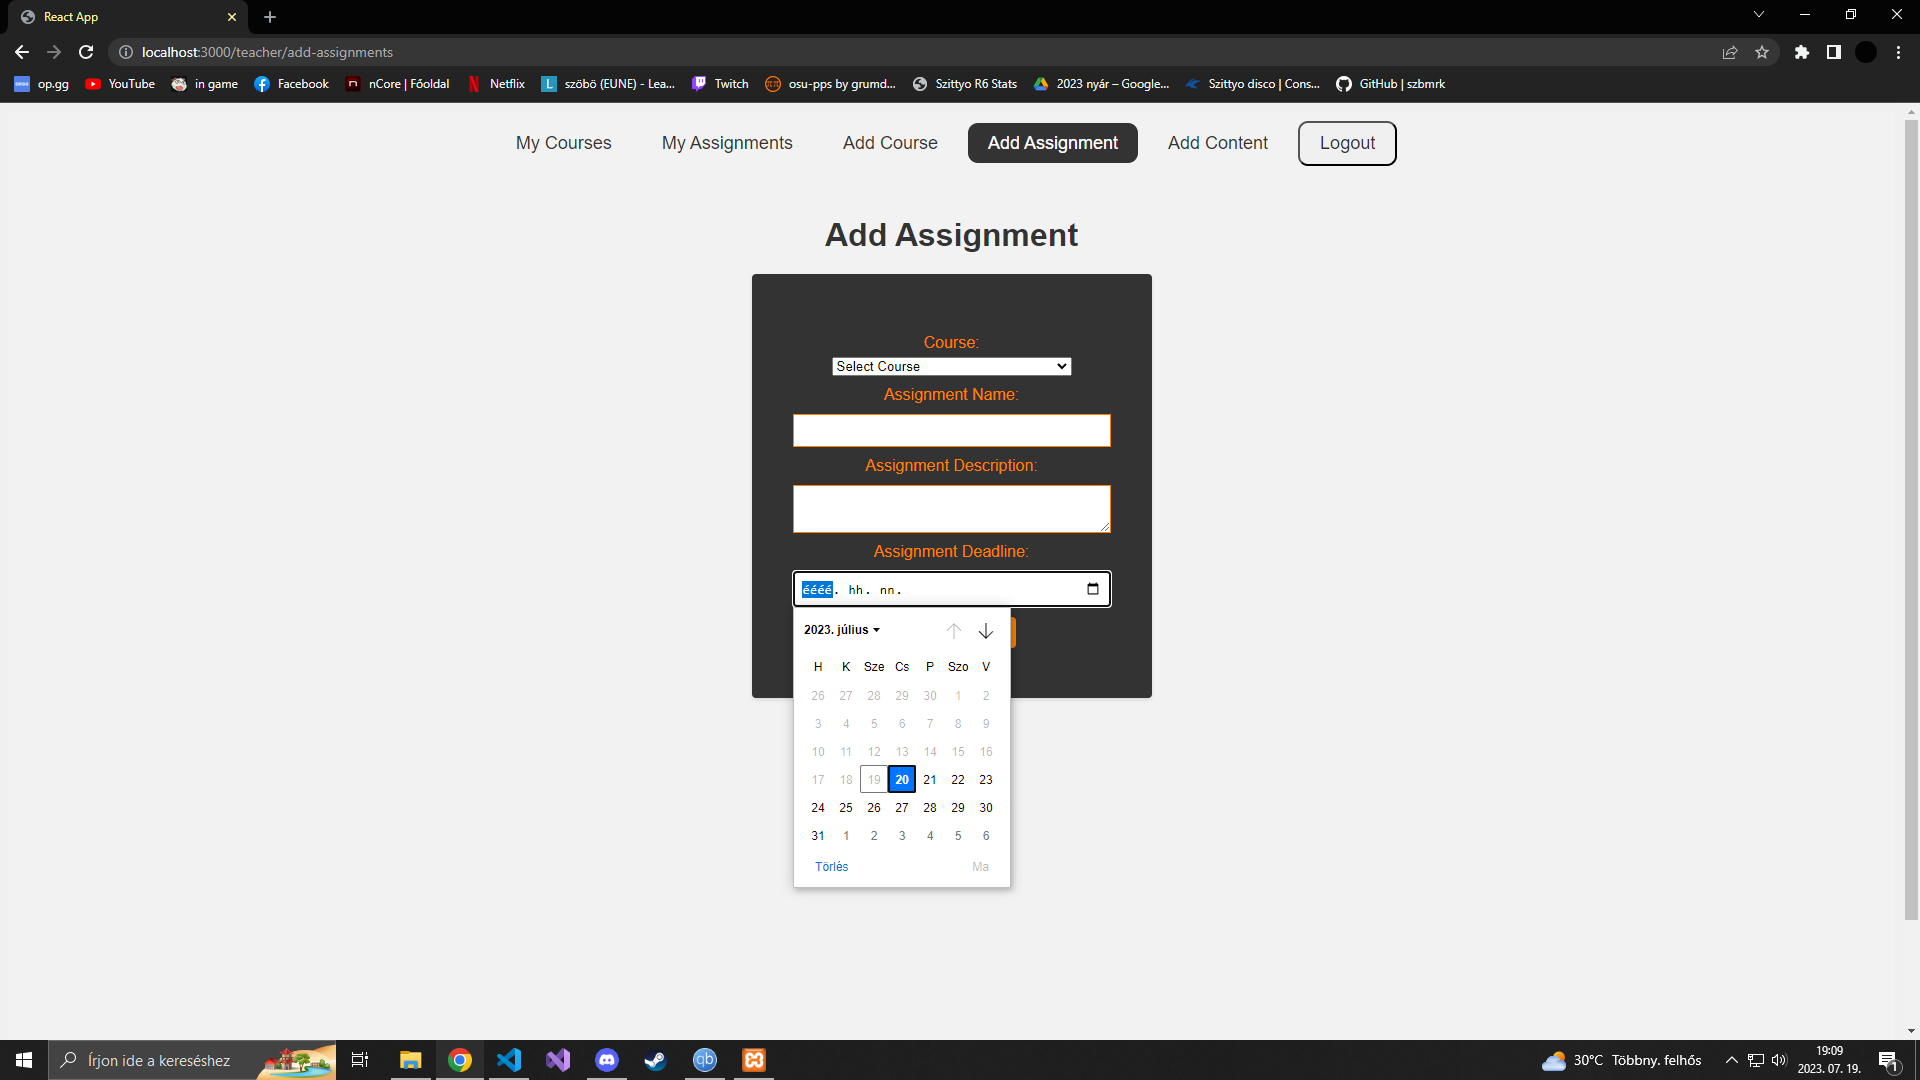 React App
localhost:3000/teacher/add-assignments
op.gg YouTube in game Facebook nCore | Főoldal Netflix szöbö (EUNE) - Lea... Twitch osu-pps by grumd... Szittyo R6 Stats 2023 nyár – Google... Szittyo disco | Cons... GitHub | szbmrk
My Courses My Assignments Add Course Add Assignment Add Content Logout
Add Assignment
Course:
Select Course
Assignment Name:
Assignment Description:
Assignment Deadline:
éééé. hh. nn.
2023. július
H K Sze Cs P Szo V
26 27 28 29 30 1 2
3 4 5 6 7 8 9
10 11 12 13 14 15 16
17 18 19 20 21 22 23
24 25 26 27 28 29 30
31 1 2 3 4 5 6
Törlés Ma
Írjon ide a kereséshez
qb
30°C Többny. felhős
19:09
2023. 07. 19.
1